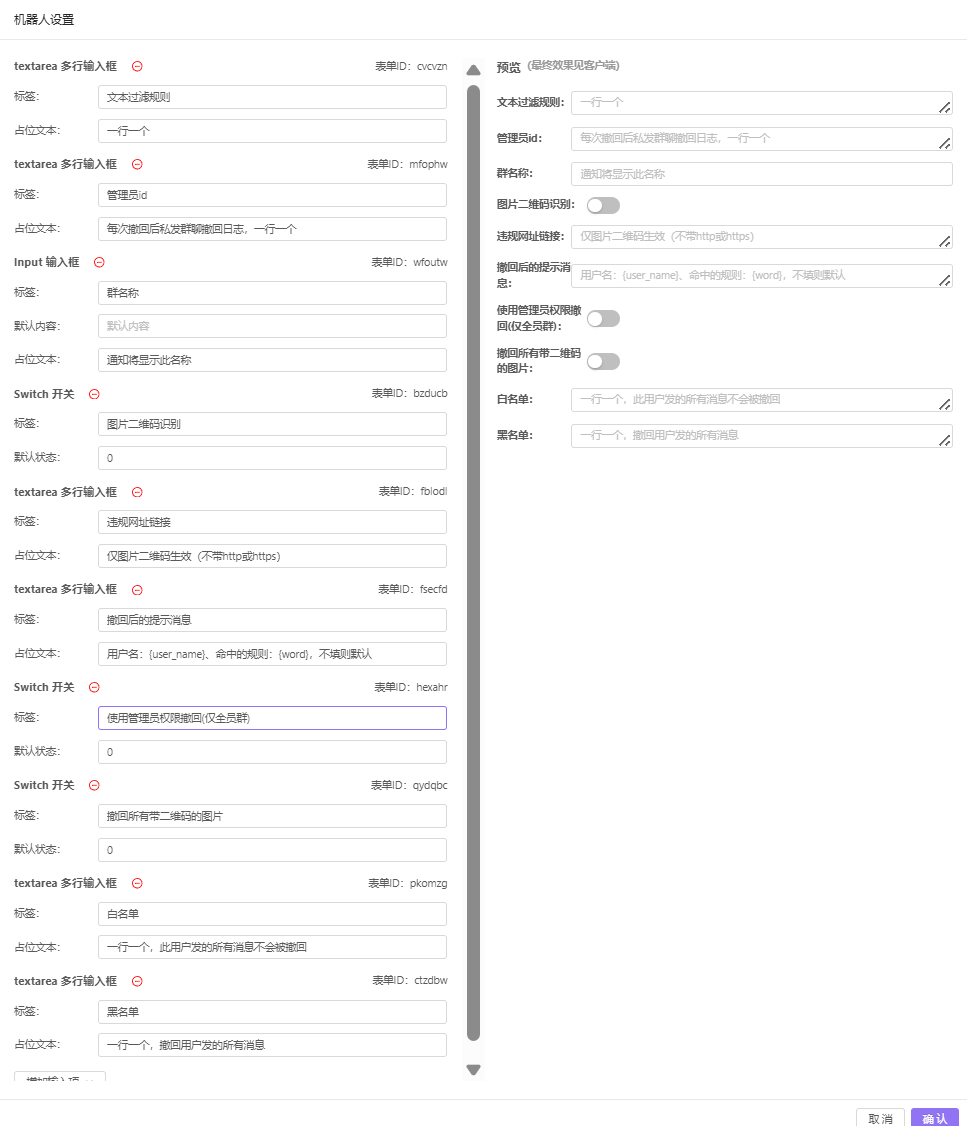 机器人设置
textarea 多行输入框 表单ID：cvcvzn
标签： 文本过滤规则
占位文本： 一行一个
textarea 多行输入框 表单ID：mfophw
标签： 管理员id
占位文本： 每次撤回后私发群聊撤回日志，一行一个
Input 输入框 表单ID：wfoutw
标签： 群名称
默认内容： 默认内容
占位文本： 通知将显示此名称
Switch 开关 表单ID：bzducb
标签： 图片二维码识别
默认状态： 0
textarea 多行输入框 表单ID：fblodl
标签： 违规网址链接
占位文本： 仅图片二维码生效（不带http或https）
textarea 多行输入框 表单ID：fsecfd
标签： 撤回后的提示消息
占位文本： 用户名：{user_name}、命中的规则：{word}，不填则默认
Switch 开关 表单ID：hexahr
标签： 使用管理员权限撤回(仅全员群)
默认状态： 0
Switch 开关 表单ID：qydqbc
标签： 撤回所有带二维码的图片
默认状态： 0
textarea 多行输入框 表单ID：pkomzg
标签： 白名单
占位文本： 一行一个，此用户发的所有消息不会被撤回
textarea 多行输入框 表单ID：ctzdbw
标签： 黑名单
占位文本： 一行一个，撤回用户发的所有消息
增加输入项
预览 (最终效果见客户端)
文本过滤规则： 一行一个
管理员id： 每次撤回后私发群聊撤回日志，一行一个
群名称： 通知将显示此名称
图片二维码识别：
违规网址链接： 仅图片二维码生效（不带http或https）
撤回后的提示消
息： 用户名：{user_name}、命中的规则：{word}，不填则默认
使用管理员权限撤
回(仅全员群)：
撤回所有带二维码
的图片：
白名单： 一行一个，此用户发的所有消息不会被撤回
黑名单： 一行一个，撤回用户发的所有消息
取消 确认